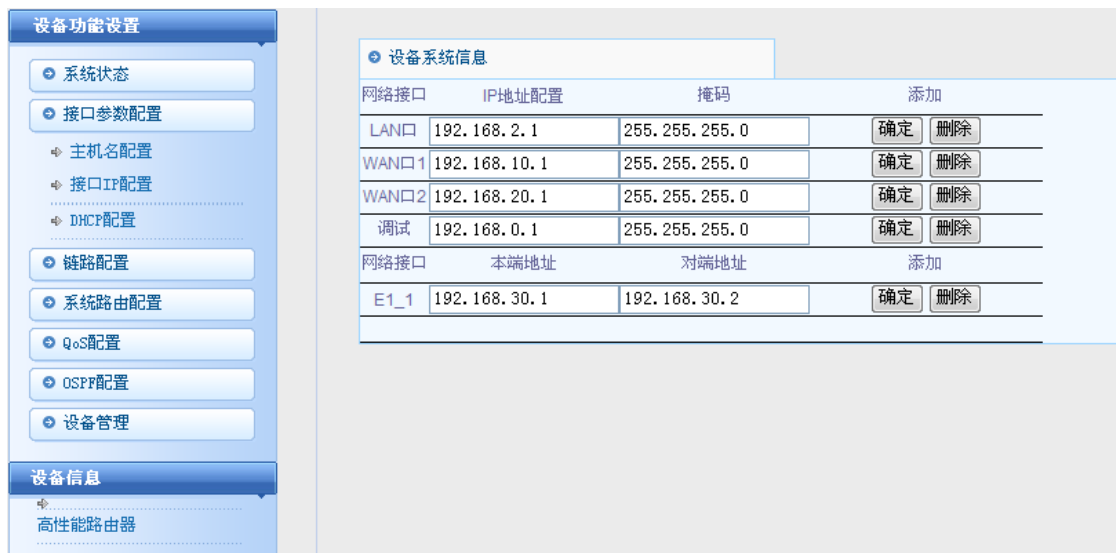 设备功能设置
系统状态
接口参数配置
主机名配置
接口IP配置
DHCP配置
链路配置
系统路由配置
QoS配置
OSPF配置
设备管理
设备信息
高性能路由器
设备系统信息
网络接口 IP地址配置 掩码 添加
LAN口 192.168.2.1 255.255.255.0 确定 删除
WAN口1 192.168.10.1 255.255.255.0 确定 删除
WAN口2 192.168.20.1 255.255.255.0 确定 删除
调试 192.168.0.1 255.255.255.0 确定 删除
网络接口 本端地址 对端地址 添加
E1_1 192.168.30.1 192.168.30.2 确定 删除